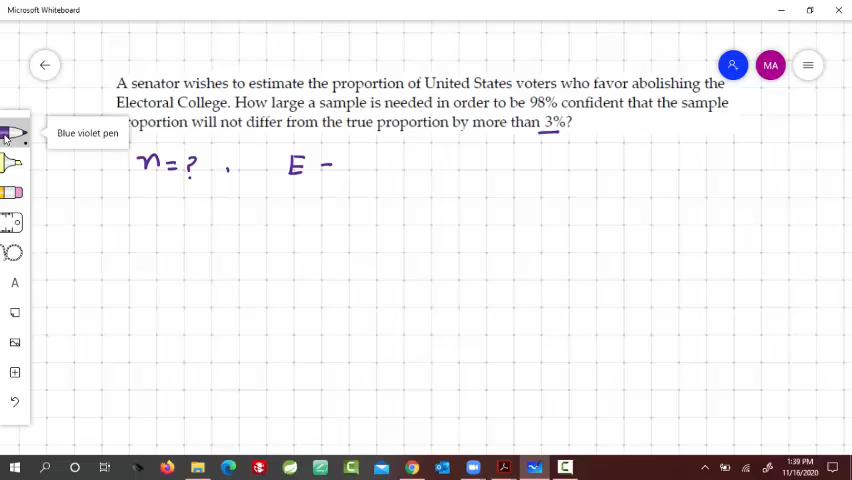 Microsoft Whiteboard
MA
A senator wishes to estimate the proportion of United States voters who favor abolishing the
Electoral College. How large a sample is needed in order to be 98% confident that the sample
proportion will not differ from the true proportion by more than 3%?
Blue violet pen
n = ? . E -
A
1:39 PM
11/16/2020